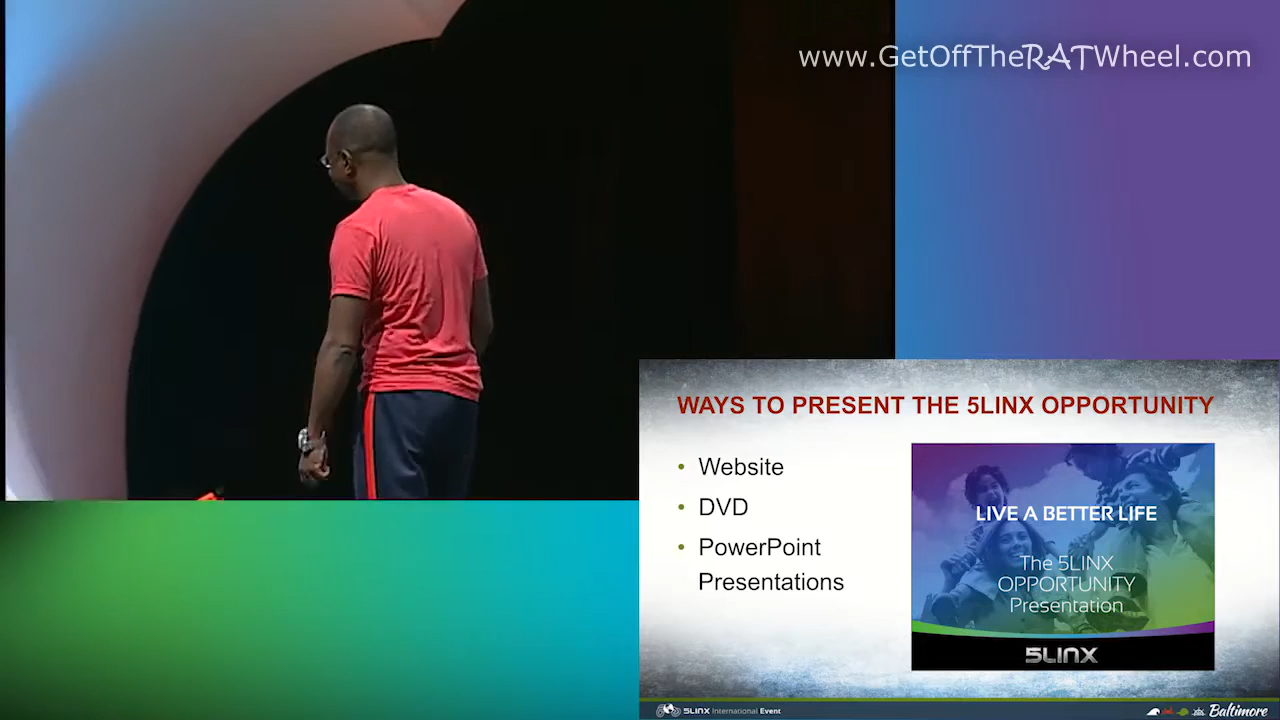 www.GetOffTheRATWheel.com
WAYS TO PRESENT THE 5LINX OPPORTUNITY
• Website
• DVD
• PowerPoint
Presentations
LIVE A BETTER LIFE
The 5LINX
OPPORTUNITY
Presentation
5LINX
5LINX International Event
Baltimore